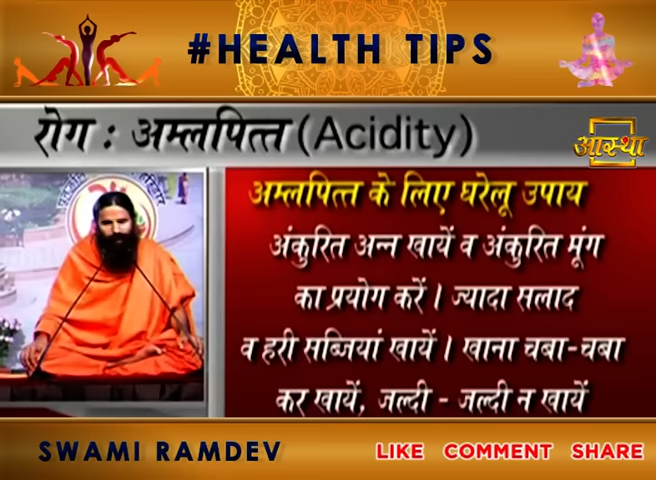 #HEALTH TIPS
रोग : अम्लपित्त (Acidity)
आस्था
अम्लपित्त के लिए घरेलू उपाय
अंकुरित अन्न खायें व अंकुरित मूंग
का प्रयोग करें । ज्यादा सलाद
व हरी सब्जियां खायें । खाना चबा-चबा
कर खायें, जल्दी - जल्दी न खायें
SWAMI RAMDEV
LIKE COMMENT SHARE